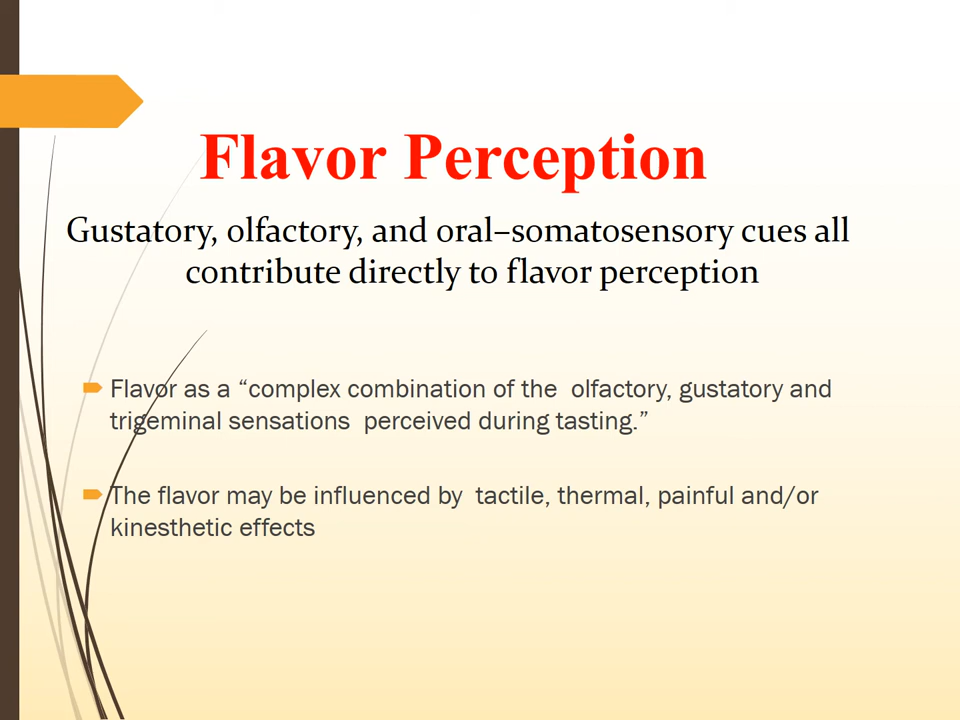 Flavor Perception
Gustatory, olfactory, and oral–somatosensory cues all
contribute directly to flavor perception
Flavor as a “complex combination of the olfactory, gustatory and
trigeminal sensations perceived during tasting.”
The flavor may be influenced by tactile, thermal, painful and/or
kinesthetic effects